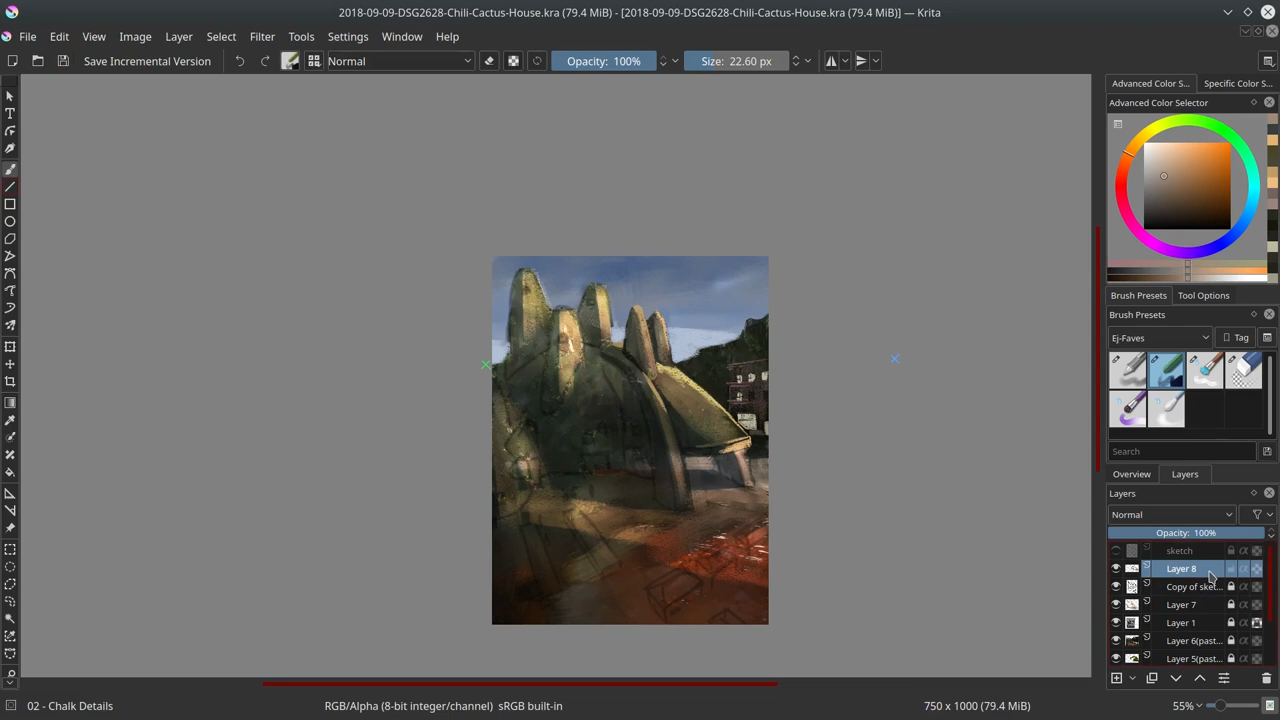 2018-09-09-DSG2628-Chili-Cactus-House.kra (79.4 MiB) - [2018-09-09-DSG2628-Chili-Cactus-House.kra (79.4 MiB)] — Krita
File Edit View Image Layer Select Filter Tools Settings Window Help
Save Incremental Version Normal Opacity: 100% Size: 22.60 px
Advanced Color S... Specific Color S...
Advanced Color Selector
Brush Presets Tool Options
Brush Presets
Ej-Faves Tag
Search
Overview Layers
Layers
Normal
Opacity: 100%
sketch
Layer 8
Copy of sket...
Layer 7
Layer 1
Layer 6(past...
Layer 5(past...
02 - Chalk Details RGB/Alpha (8-bit integer/channel) sRGB built-in 750 x 1000 (79.4 MiB) 55%